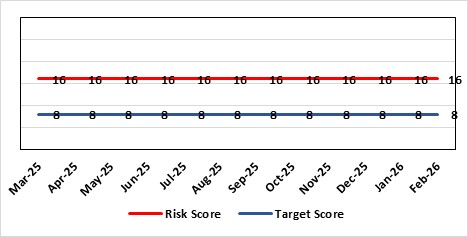 16 16 16 16 16 16 16 16 16 16 16 16
8 8 8 8 8 8 8 8 8 8 8 8
Mar-25 Apr-25 May-25 Jun-25 Jul-25 Aug-25 Sep-25 Oct-25 Nov-25 Dec-25 Jan-26 Feb-26
Risk Score Target Score